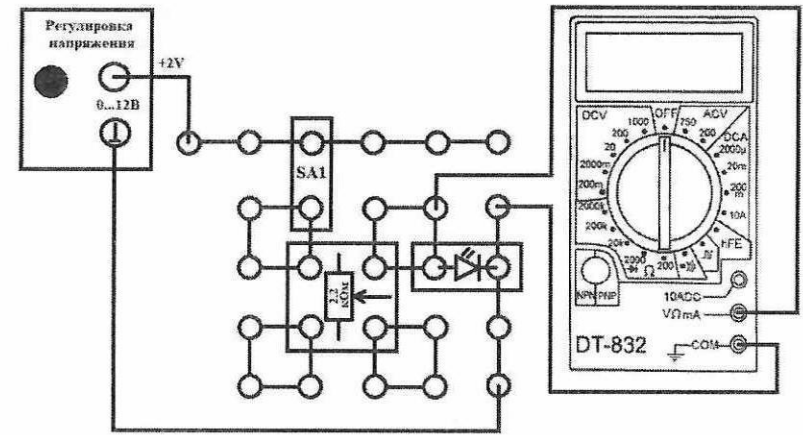 Регулировка
напряжения
+2V
0...12В
SA1
2.2
кОм
OFF
DCV
ACV
1000
750
200
200
DCA
20
2000µ
2000m
20m
200m
200
m
2000k
10A
200k
hFE
20k
2000
Ω
200
NPN PNP
10ADC
VΩmA
DT-832
COM